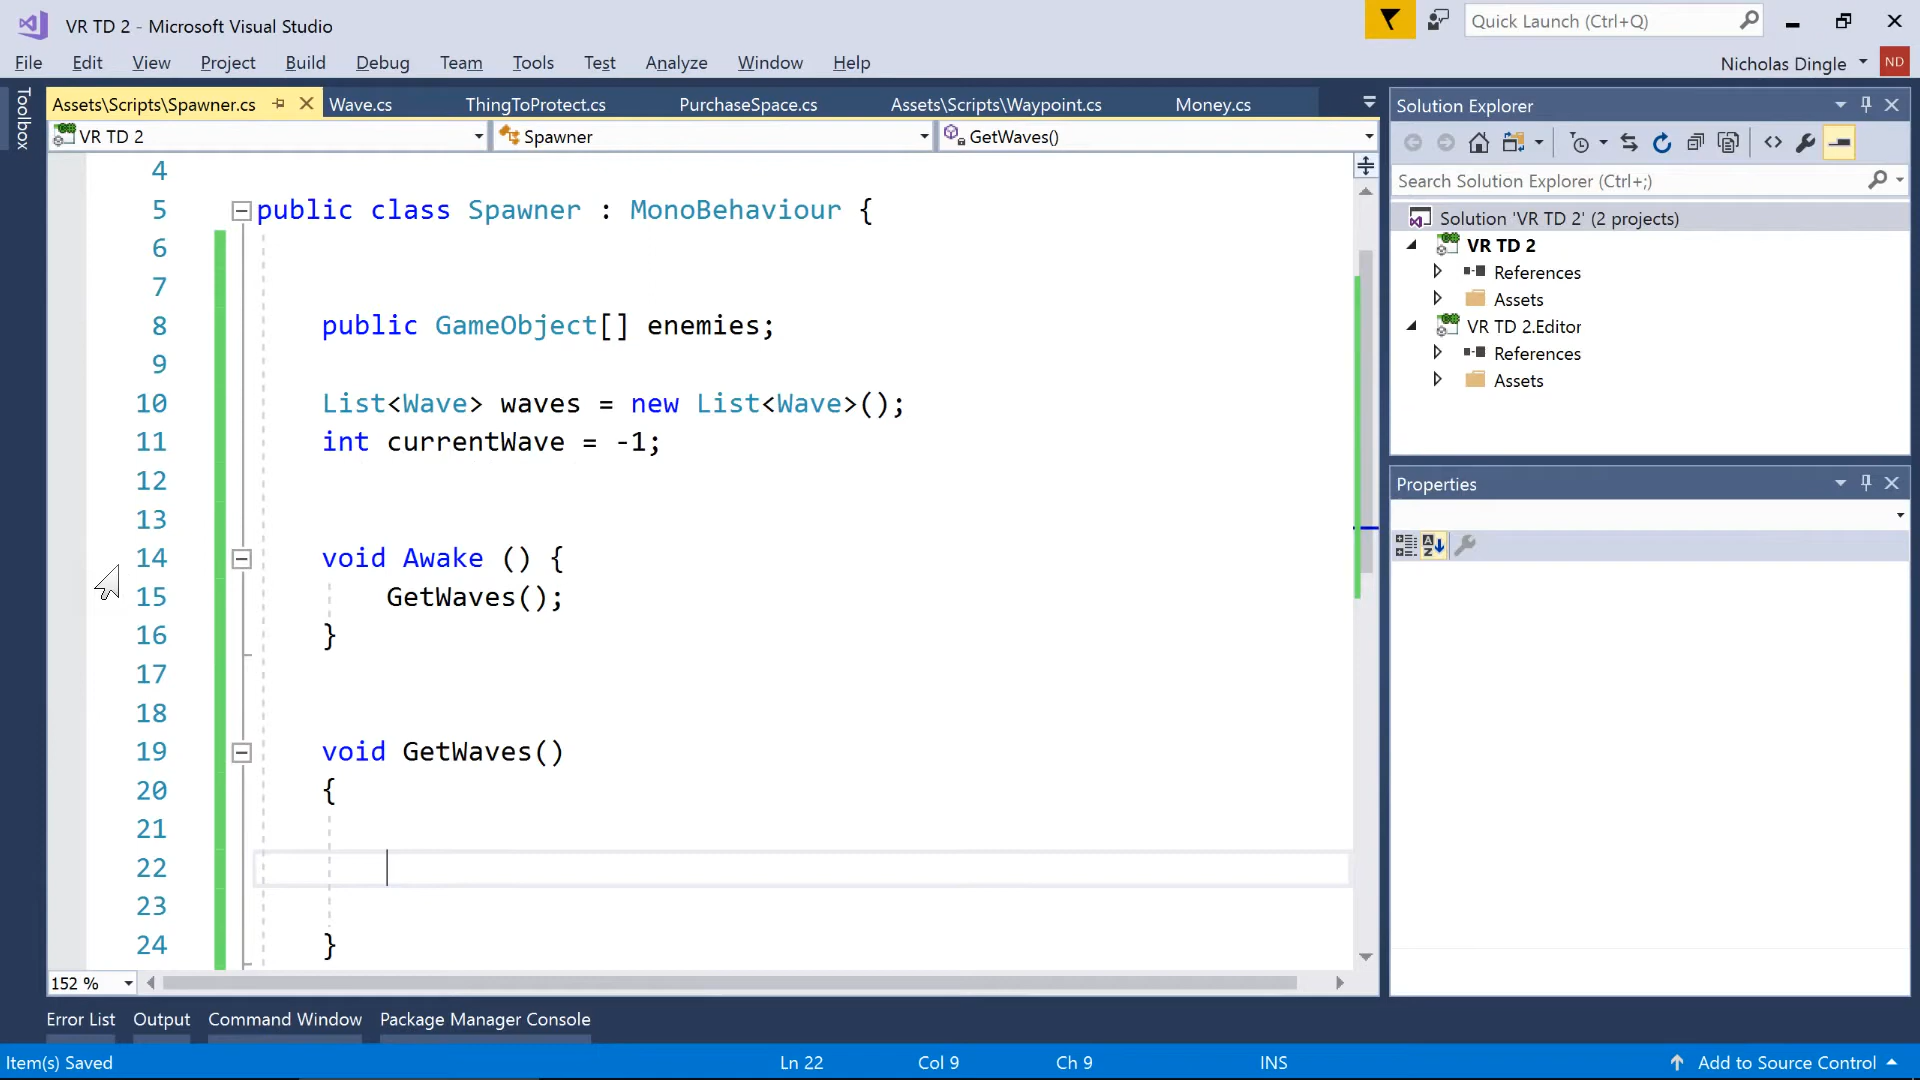 VR TD 2 - Microsoft Visual Studio
Quick Launch (Ctrl+Q)
File Edit View Project Build Debug Team Tools Test Analyze Window Help
Nicholas Dingle ND
Toolbox
Assets\Scripts\Spawner.cs Wave.cs ThingToProtect.cs PurchaseSpace.cs Assets\Scripts\Waypoint.cs Money.cs
VR TD 2 Spawner GetWaves()
4
5 public class Spawner : MonoBehaviour {
6
7
8 public GameObject[] enemies;
9
10 List<Wave> waves = new List<Wave>();
11 int currentWave = -1;
12
13
14 void Awake () {
15 GetWaves();
16 }
17
18
19 void GetWaves()
20 {
21
22
23
24 }
152 %
Solution Explorer
Search Solution Explorer (Ctrl+;)
Solution 'VR TD 2' (2 projects)
VR TD 2
References
Assets
VR TD 2.Editor
References
Assets
Properties
Error List Output Command Window Package Manager Console
Item(s) Saved Ln 22 Col 9 Ch 9 INS Add to Source Control